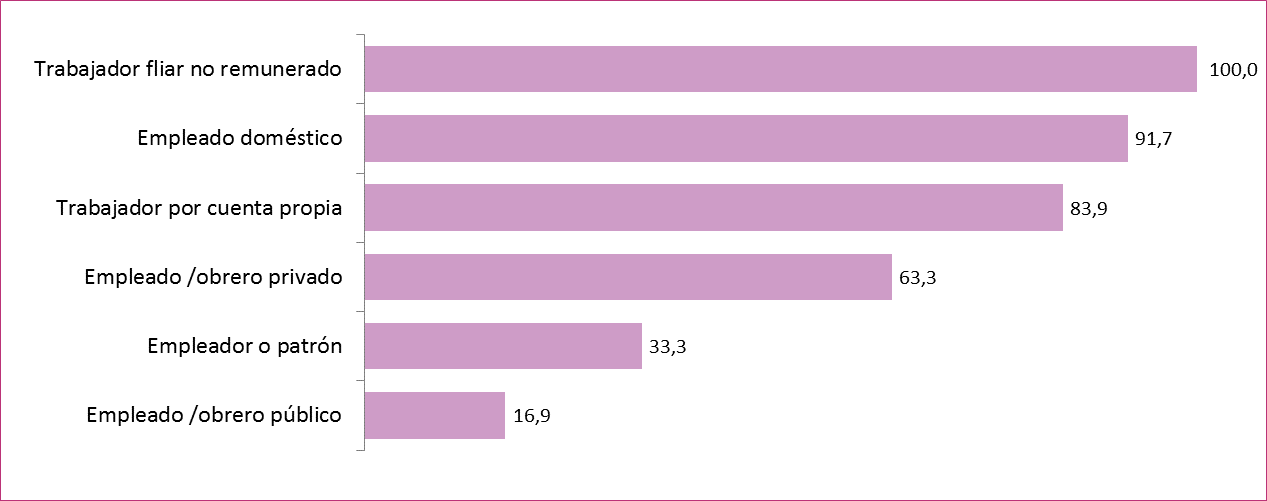 Trabajador fliar no remunerado 100,0
Empleado doméstico 91,7
Trabajador por cuenta propia 83,9
Empleado /obrero privado 63,3
Empleador o patrón 33,3
Empleado /obrero público 16,9